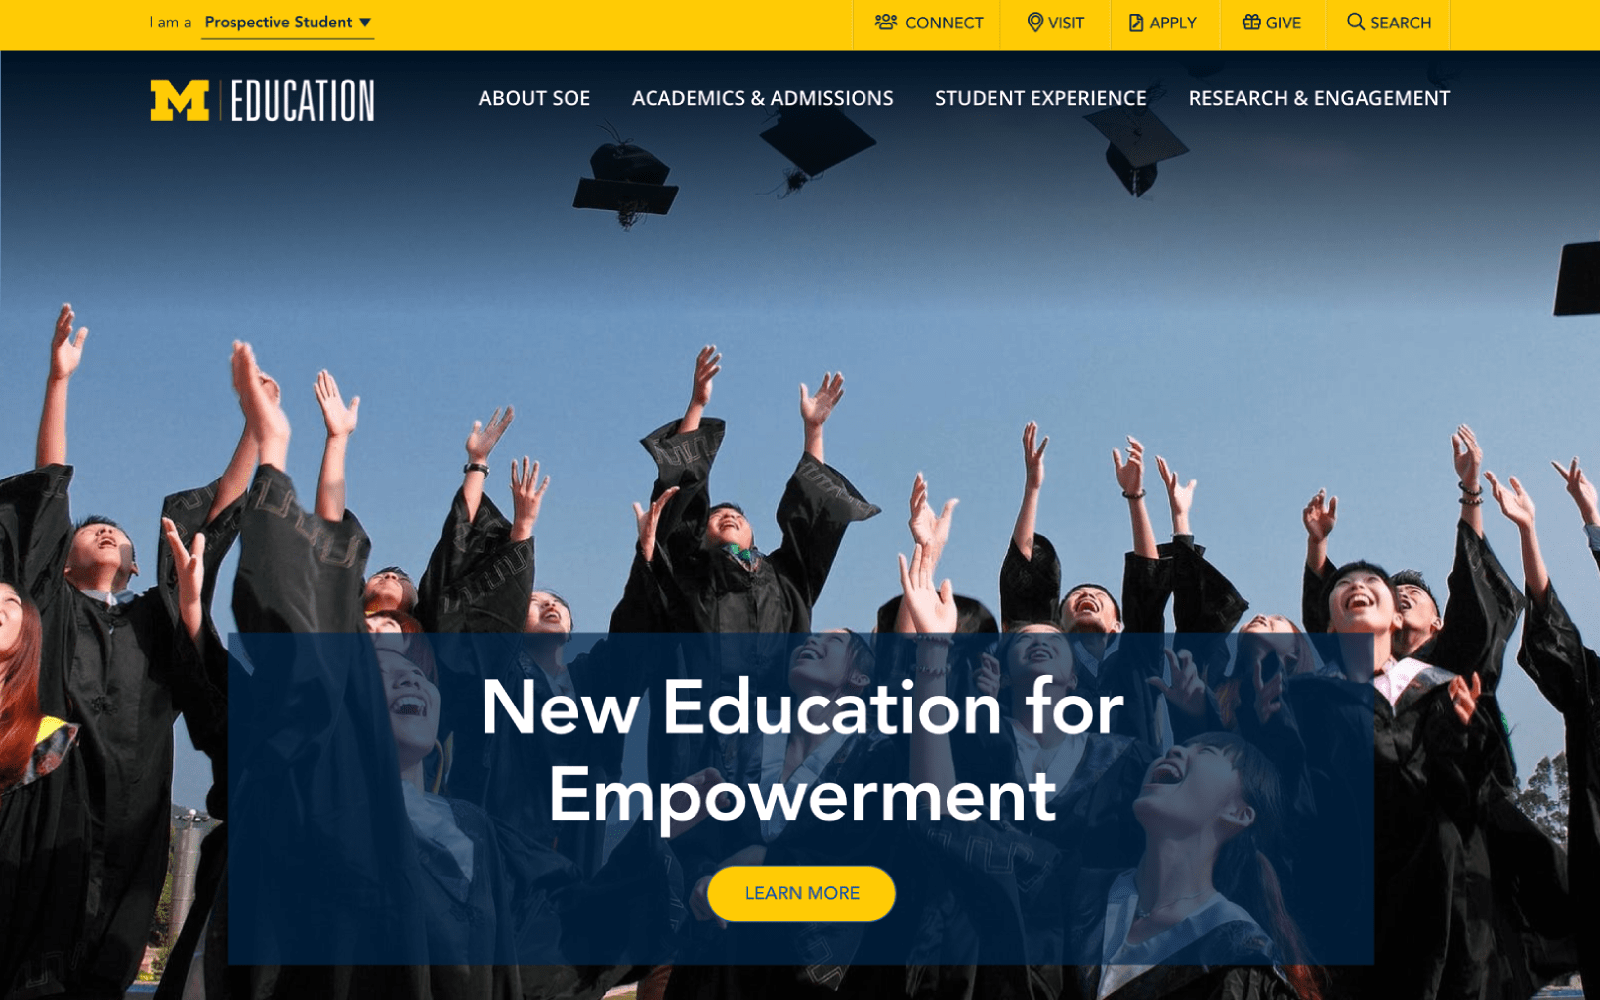 I am a Prospective Student
CONNECT
VISIT
APPLY
GIVE
SEARCH
M EDUCATION
ABOUT SOE
ACADEMICS & ADMISSIONS
STUDENT EXPERIENCE
RESEARCH & ENGAGEMENT
New Education for
Empowerment
LEARN MORE